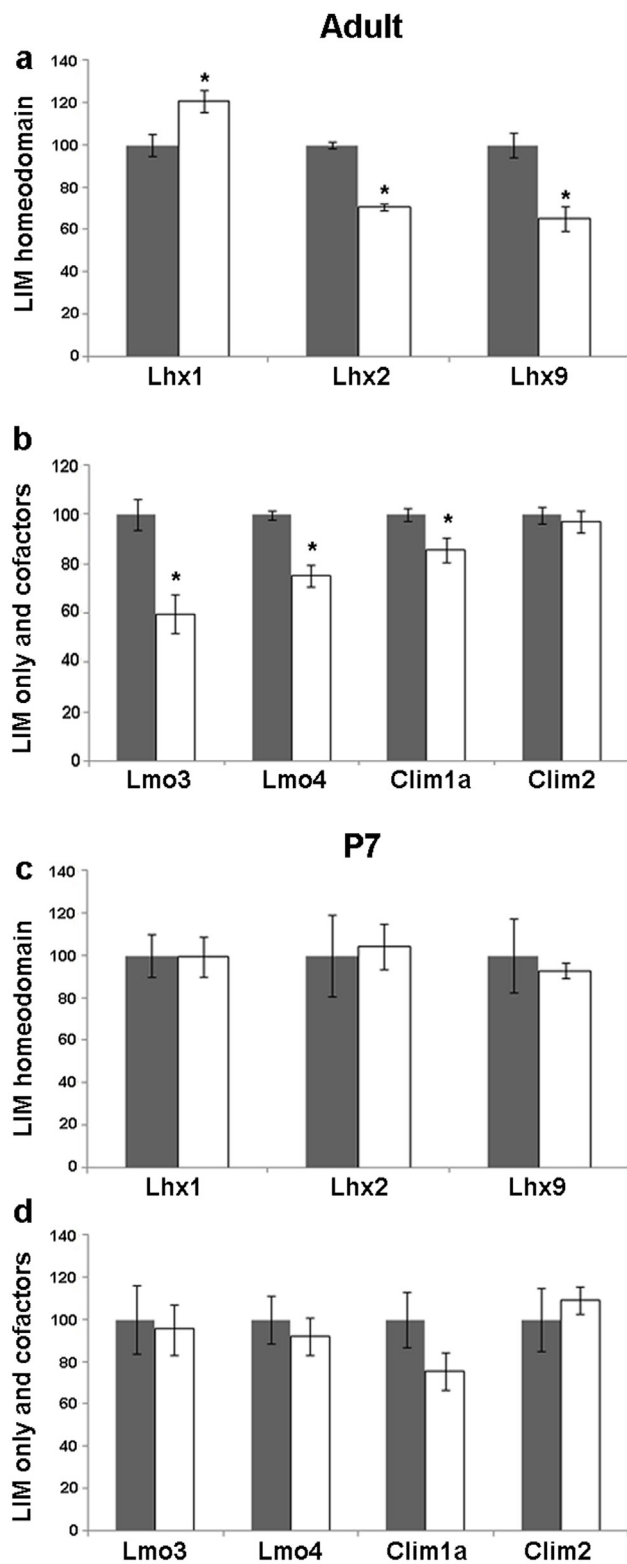 Adult
a
LIM homeodomain
140
120
100
80
60
40
20
0
*
*
*
Lhx1 Lhx2 Lhx9
b
LIM only and cofactors
120
100
80
60
40
20
0
*
*
*
Lmo3 Lmo4 Clim1a Clim2
P7
c
LIM homeodomain
140
120
100
80
60
40
20
0
Lhx1 Lhx2 Lhx9
d
LIM only and cofactors
140
120
100
80
60
40
20
0
Lmo3 Lmo4 Clim1a Clim2